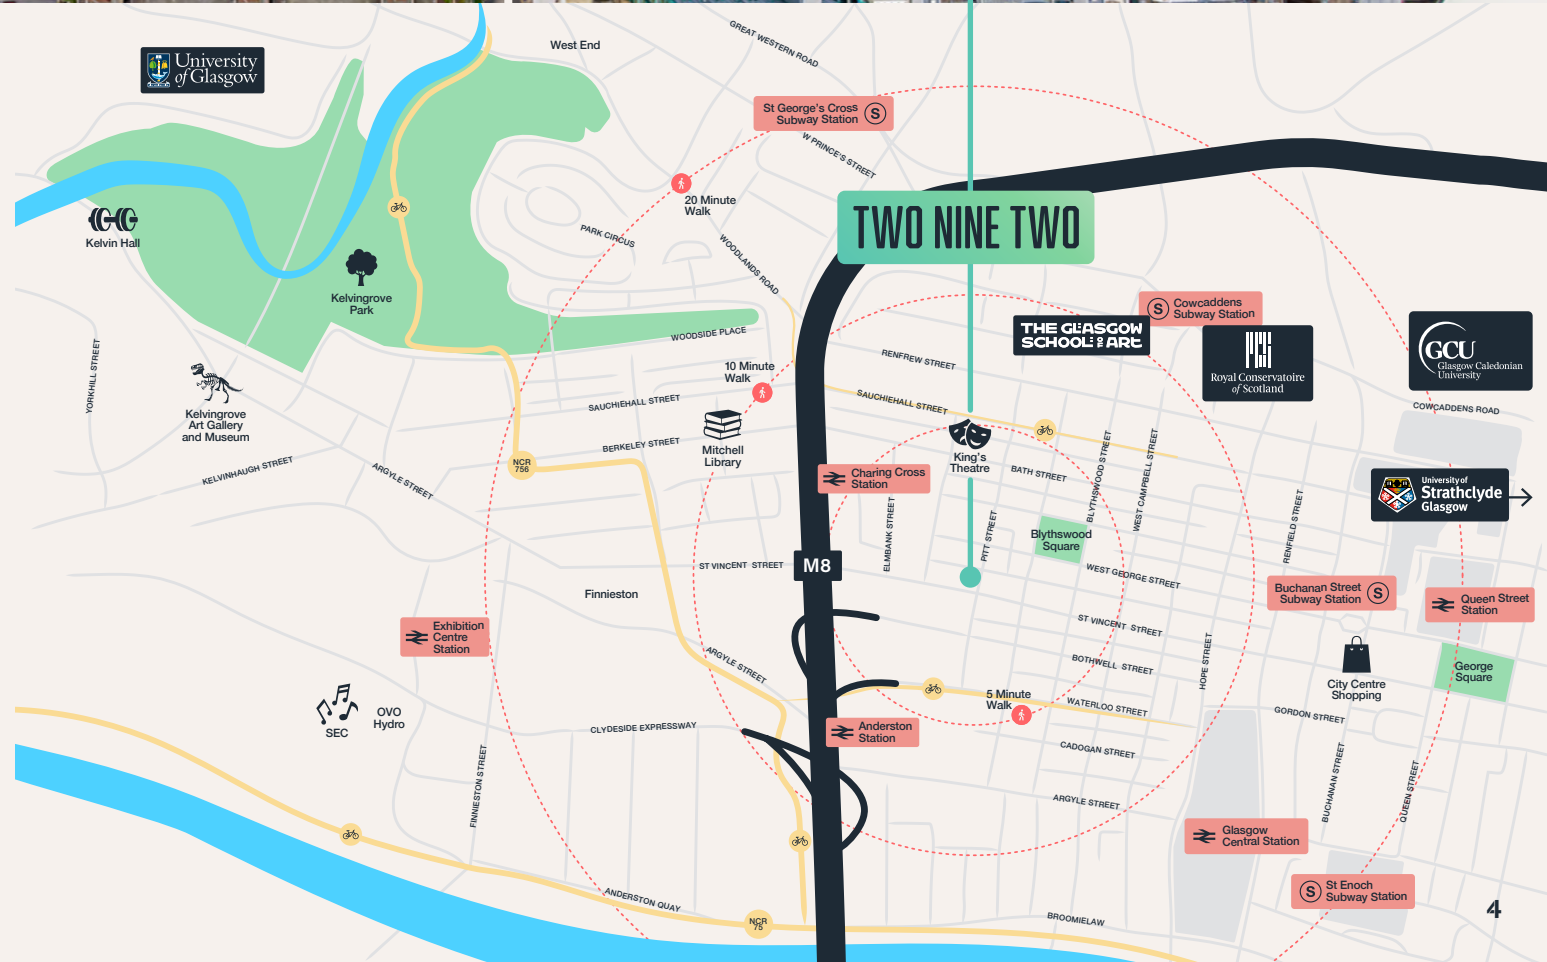 West End
GREAT WESTERN ROAD
University
of Glasgow
St George's Cross
Subway Station
S
W PRINCE'S STREET
20 Minute
Walk
TWO NINE TWO
Kelvin Hall
PARK CIRCUS
WOODLANDS ROAD
Kelvingrove
Park
S
Cowcaddens
Subway Station
THE GLASGOW
SCHOOL OF ART
Royal Conservatoire
of Scotland
GCU
Glasgow Caledonian
University
WOODSIDE PLACE
YORKHILL STREET
RENFREW STREET
10 Minute
Walk
SAUCHIEHALL STREET
SAUCHIEHALL STREET
COWCADDENS ROAD
Kelvingrove
Art Gallery
and Museum
Mitchell
Library
BERKELEY STREET
King's
Theatre
BLYTHSWOOD STREET
WEST CAMPBELL STREET
NCR
756
KELVINHAUGH STREET
ARGYLE STREET
Charing Cross
Station
BATH STREET
University of
Strathclyde
Glasgow
ELMBANK STREET
PITT STREET
Blythswood
Square
RENFIELD STREET
ST VINCENT STREET
M8
WEST GEORGE STREET
Finnieston
Buchanan Street
Subway Station
S
Queen Street
Station
Exhibition
Centre
Station
ST VINCENT STREET
ARGYLE STREET
BOTHWELL STREET
HOPE STREET
George
Square
City Centre
Shopping
5 Minute
Walk
WATERLOO STREET
GORDON STREET
SEC
OVO
Hydro
CLYDESIDE EXPRESSWAY
Anderston
Station
CADOGAN STREET
FINNIESTON STREET
BUCHANAN STREET
QUEEN STREET
ARGYLE STREET
Glasgow
Central Station
S
St Enoch
Subway Station
ANDERSTON QUAY
NCR
75
BROOMIELAW
4